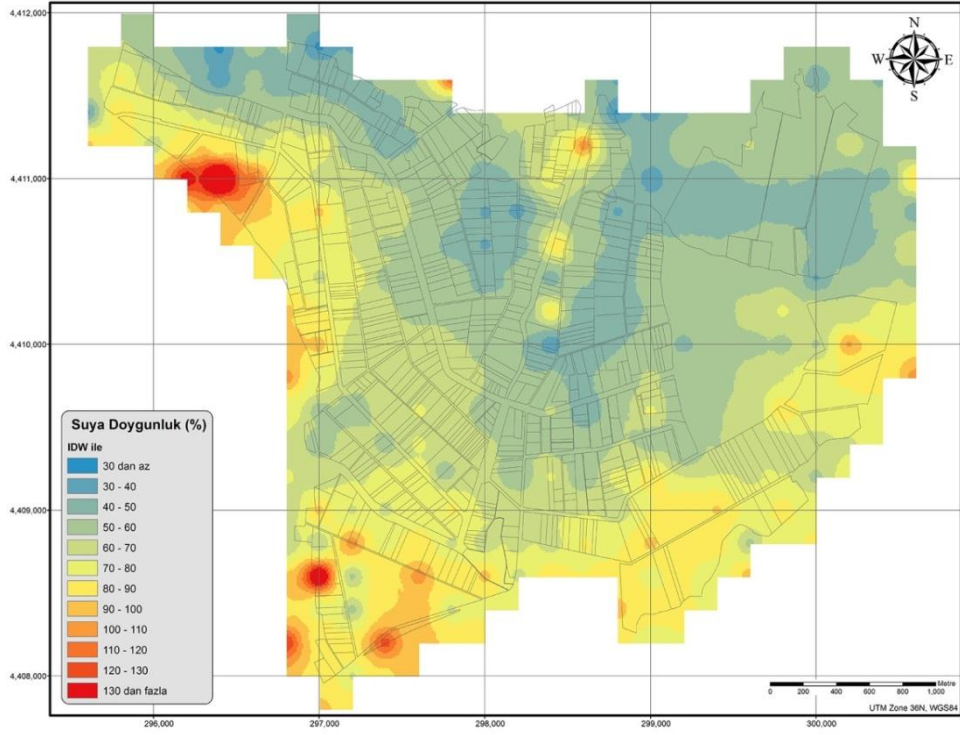 4,412,000
N
W
E
S
4,411,000
4,410,000
Suya Doygunluk (%)
IDW ile
30 dan az
30 - 40
40 - 50
50 - 60
60 - 70
70 - 80
80 - 90
90 - 100
100 - 110
110 - 120
120 - 130
130 dan fazla
4,409,000
4,408,000
Metre
0 200 400 600 800 1,000
UTM Zone 36N, WGS84
296,000 297,000 298,000 299,000 300,000